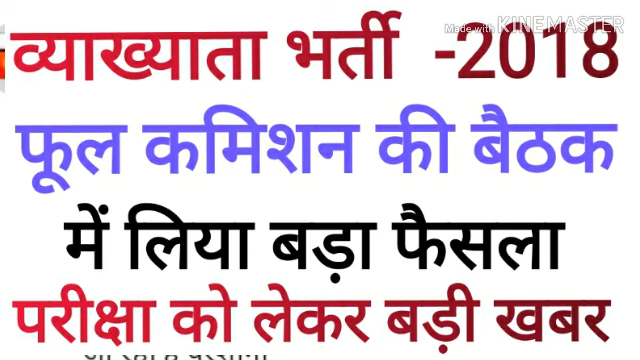 Made with KINEMASTER
व्याख्याता भर्ती -2018
फूल कमिशन की बैठक
में लिया बड़ा फैसला
परीक्षा को लेकर बड़ी खबर